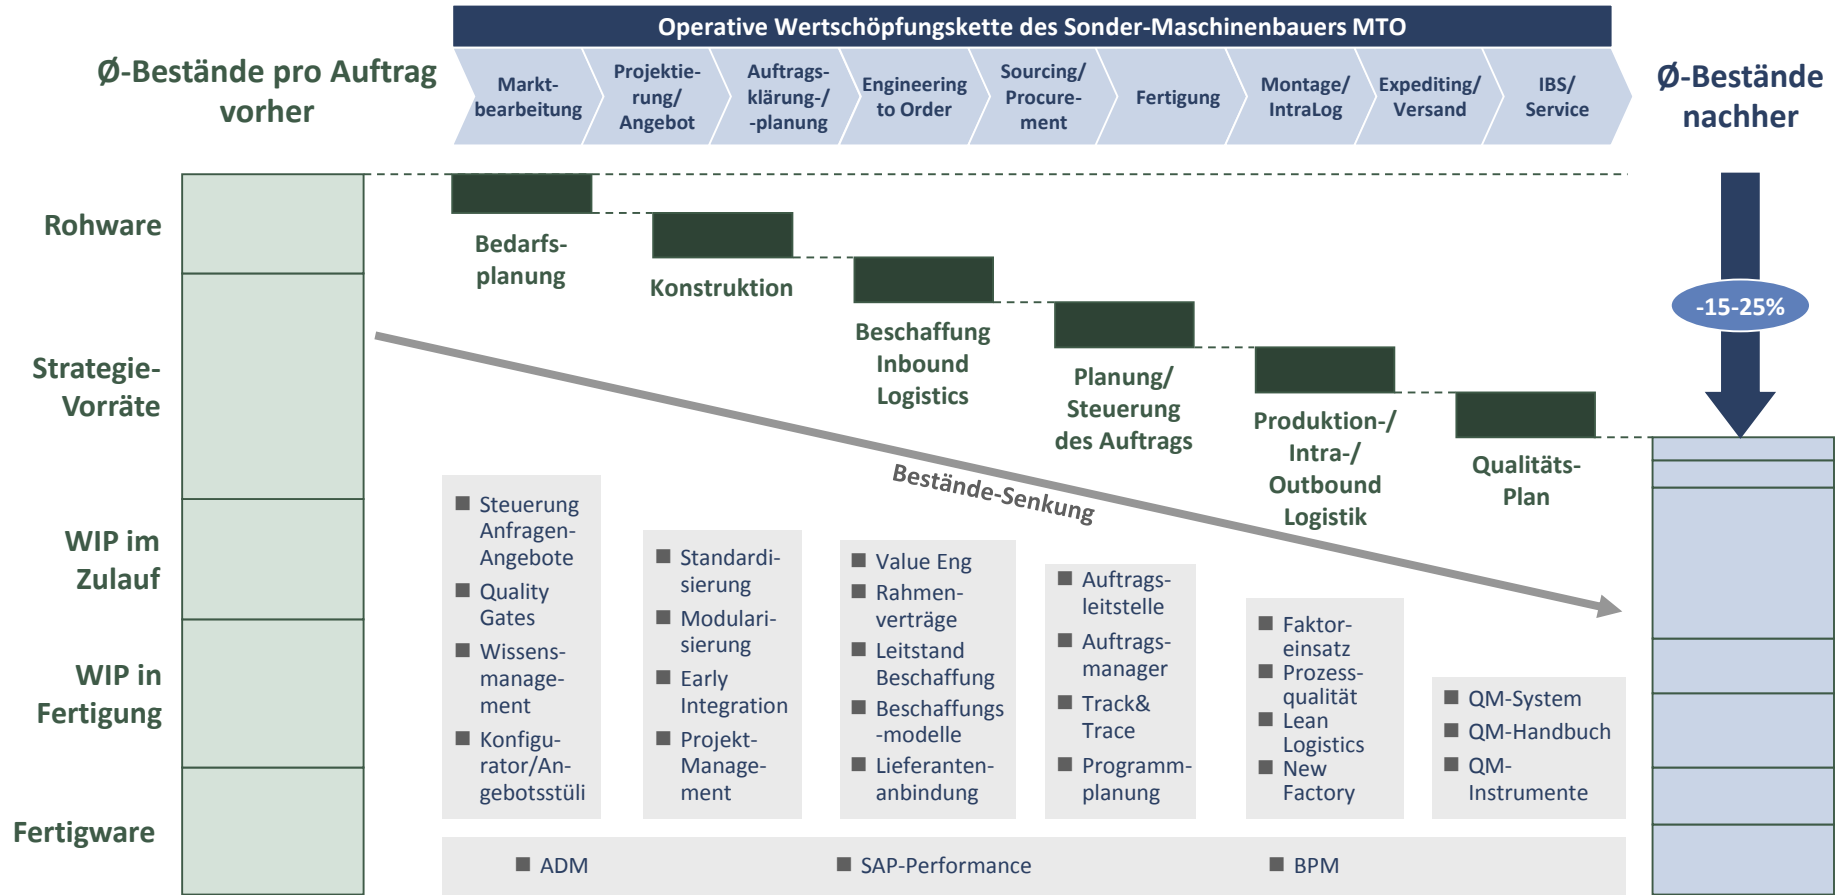 Operative Wertschöpfungskette des Sonder-Maschinenbauers MTO
Ø-Bestände pro Auftrag
vorher
Markt-
bearbeitung
Projektie-
rung/
Angebot
Auftrags-
klärung-/
-planung
Engineering
to Order
Sourcing/
Procure-
ment
Fertigung
Montage/
IntraLog
Expediting/
Versand
IBS/
Service
Ø-Bestände
nachher
Rohware
Strategie-
Vorräte
WIP im
Zulauf
WIP in
Fertigung
Fertigware
Bedarfs-
planung
Konstruktion
Beschaffung
Inbound
Logistics
Planung/
Steuerung
des Auftrags
Produktion-/
Intra-/
Outbound
Logistik
Qualitäts-
Plan
-15-25%
Bestände-Senkung
■ Steuerung
Anfragen-
Angebote
■ Quality
Gates
■ Wissens-
manage-
ment
■ Konfigu-
rator/An-
gebotsstüli
■ Standardi-
sierung
■ Modulari-
sierung
■ Early
Integration
■ Projekt-
Manage-
ment
■ Value Eng
■ Rahmen-
verträge
■ Leitstand
Beschaffung
■ Beschaffungs
-modelle
■ Lieferanten-
anbindung
■ Auftrags-
leitstelle
■ Auftrags-
manager
■ Track&
Trace
■ Programm-
planung
■ Faktor-
einsatz
■ Prozess-
qualität
■ Lean
Logistics
■ New
Factory
■ QM-System
■ QM-Handbuch
■ QM-
Instrumente
■ ADM
■ SAP-Performance
■ BPM